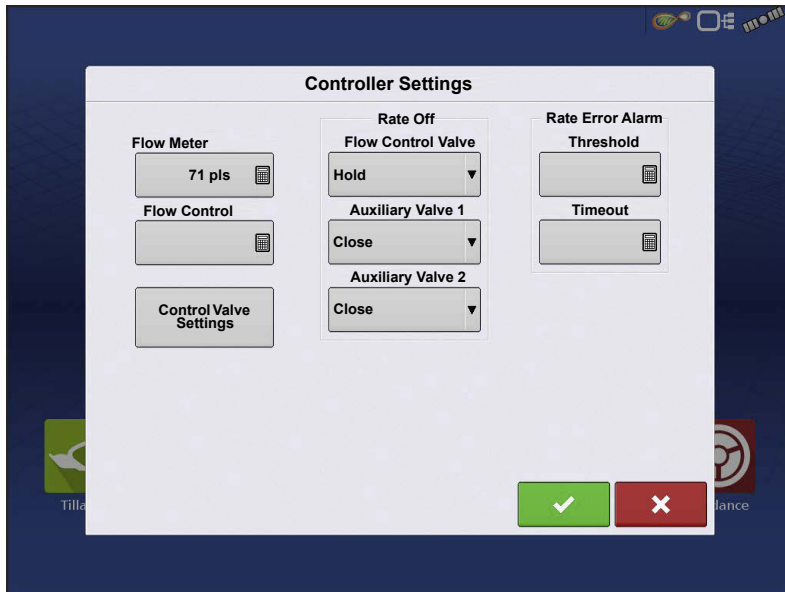 Controller Settings
Flow Meter
71 pls
Flow Control
Control Valve
Settings
Rate Off
Flow Control Valve
Hold
Auxiliary Valve 1
Close
Auxiliary Valve 2
Close
Rate Error Alarm
Threshold
Timeout
Tilla
dance